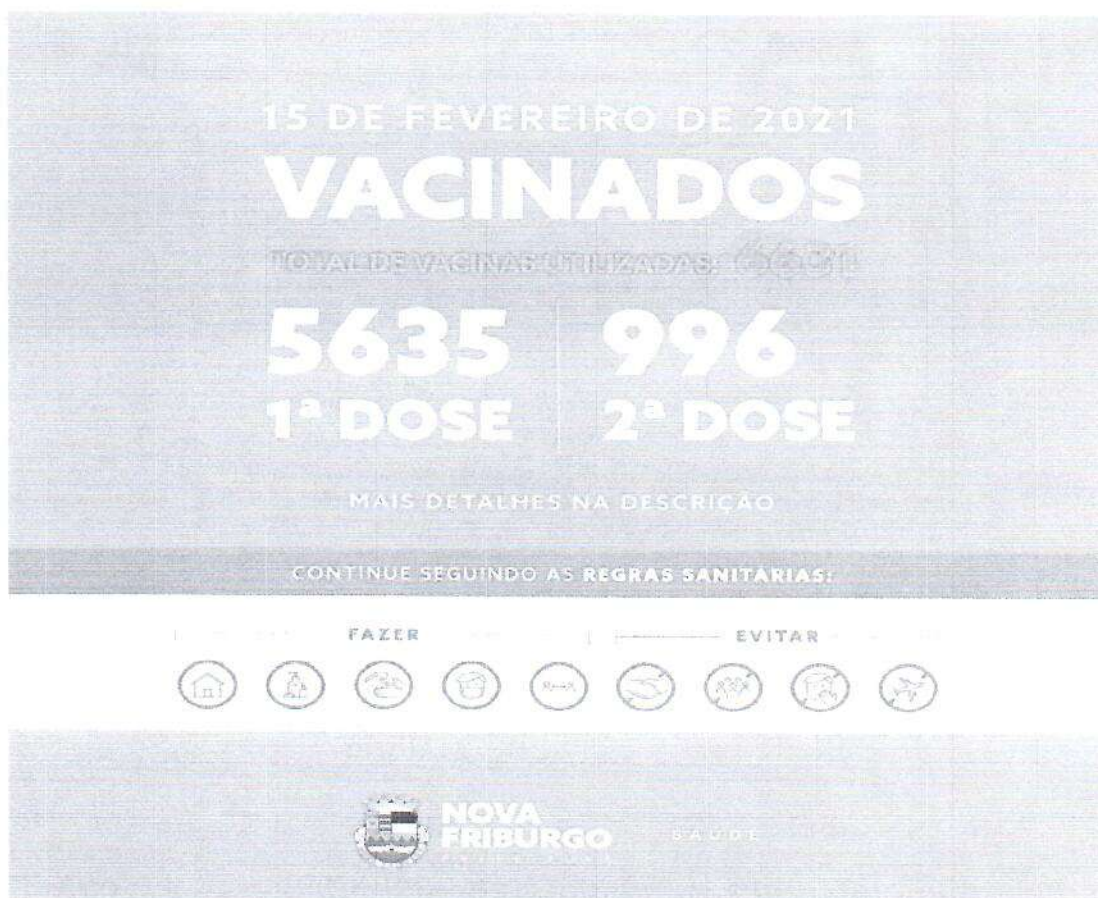 15 DE FEVEREIRO DE 2021
VACINADOS
TOTAL DE VACINAS UTILIZADAS: 6631
5635
1ª DOSE
996
2ª DOSE
MAIS DETALHES NA DESCRIÇÃO
CONTINUE SEGUINDO AS REGRAS SANITÁRIAS:
FAZER
EVITAR
NOVA
FRIBURGO
SAÚDE